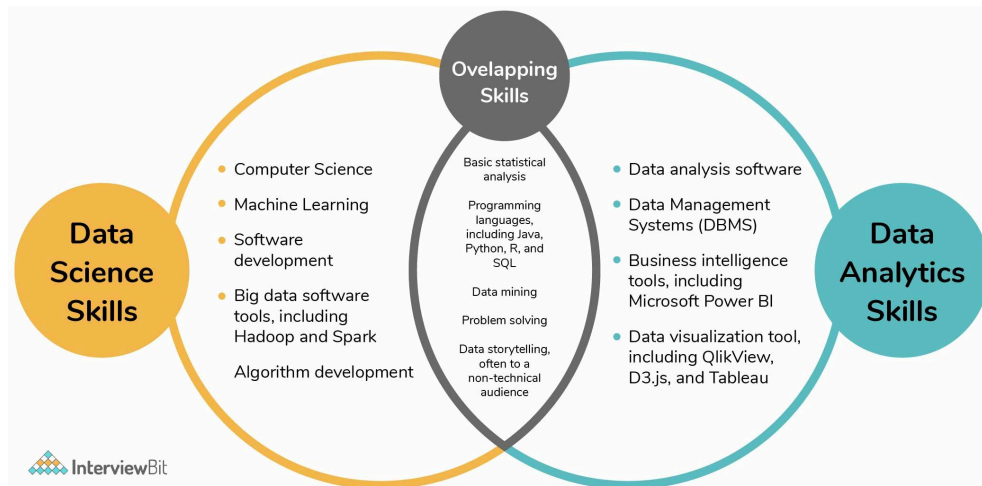 Ovelapping
Skills
Data
Science
Skills
Computer Science
Machine Learning
Software
development
Big data software
tools, including
Hadoop and Spark
Algorithm development
Basic statistical
analysis
Programming
languages,
including Java,
Python, R, and
SQL
Data mining
Problem solving
Data storytelling,
often to a
non-technical
audience
Data analysis software
Data Management
Systems (DBMS)
Business intelligence
tools, including
Microsoft Power BI
Data visualization tool,
including QlikView,
D3.js, and Tableau
Data
Analytics
Skills
InterviewBit